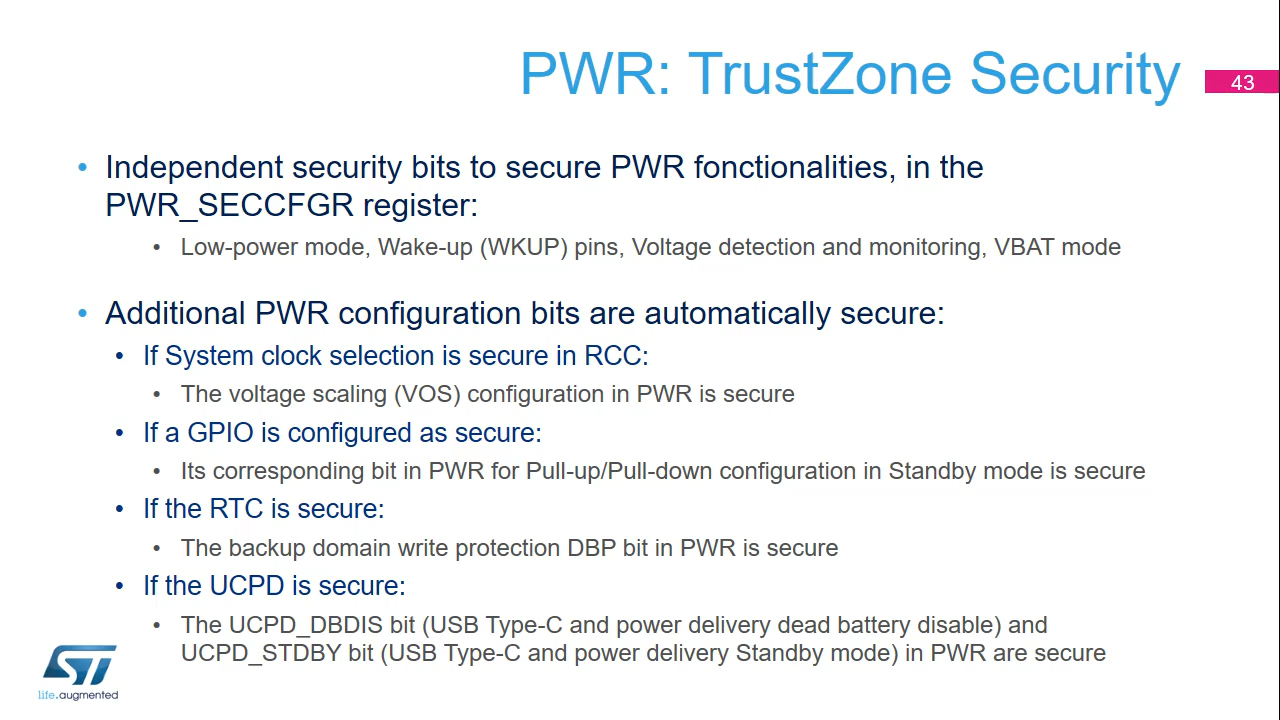 PWR: TrustZone Security
43
• Independent security bits to secure PWR fonctionalities, in the
PWR_SECCFGR register:
• Low-power mode, Wake-up (WKUP) pins, Voltage detection and monitoring, VBAT mode
• Additional PWR configuration bits are automatically secure:
• If System clock selection is secure in RCC:
• The voltage scaling (VOS) configuration in PWR is secure
• If a GPIO is configured as secure:
• Its corresponding bit in PWR for Pull-up/Pull-down configuration in Standby mode is secure
• If the RTC is secure:
• The backup domain write protection DBP bit in PWR is secure
• If the UCPD is secure:
• The UCPD_DBDIS bit (USB Type-C and power delivery dead battery disable) and
UCPD_STDBY bit (USB Type-C and power delivery Standby mode) in PWR are secure
ST
life.augmented